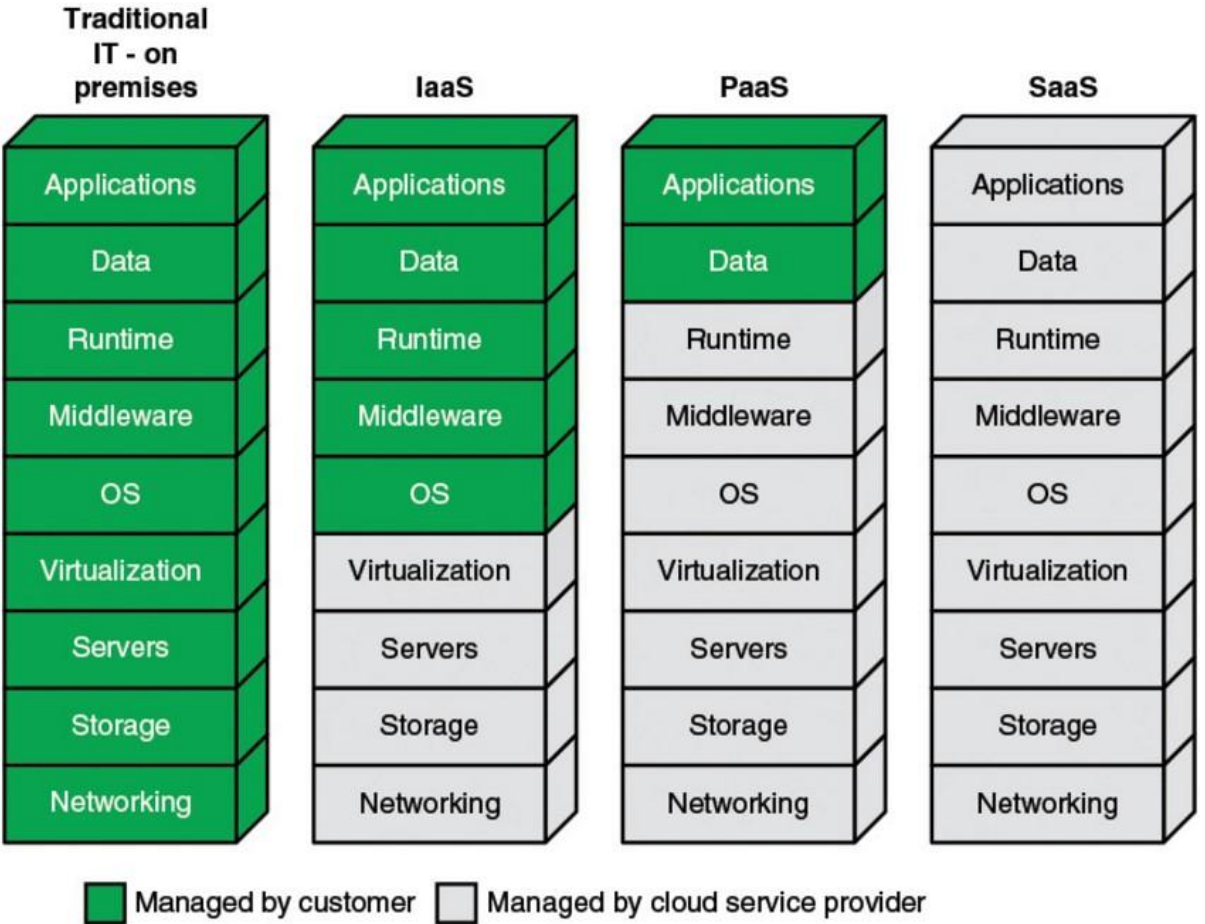 Traditional
IT - on
premises
IaaS
PaaS
SaaS
Applications
Applications
Applications
Applications
Data
Data
Data
Data
Runtime
Runtime
Runtime
Runtime
Middleware
Middleware
Middleware
Middleware
OS
OS
OS
OS
Virtualization
Virtualization
Virtualization
Virtualization
Servers
Servers
Servers
Servers
Storage
Storage
Storage
Storage
Networking
Networking
Networking
Networking
Managed by customer
Managed by cloud service provider